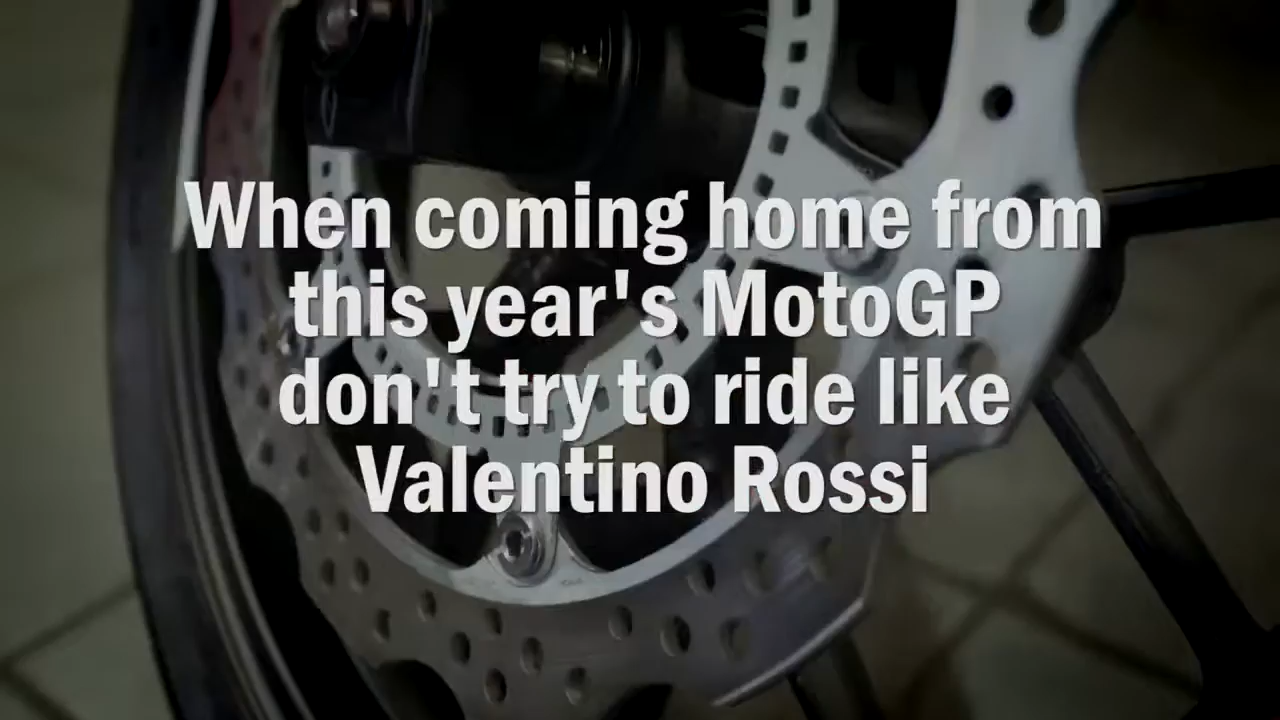 When coming home from
this year's MotoGP
don't try to ride like
Valentino Rossi